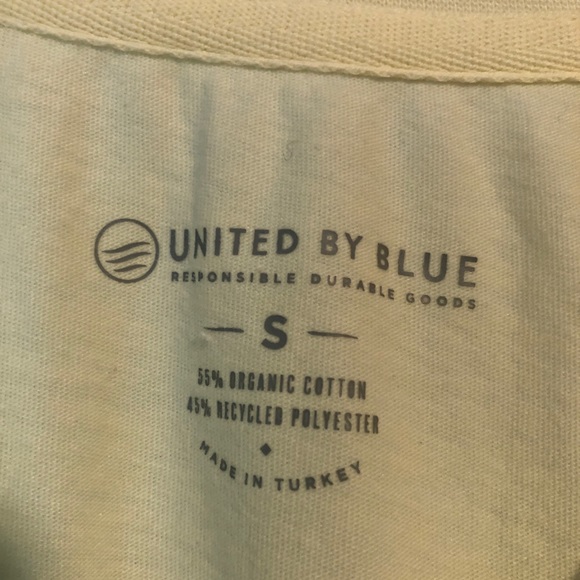 UNITED BY BLUE
RESPONSIBLE DURABLE GOODS
S
55% ORGANIC COTTON
45% RECYCLED POLYESTER
MADE IN TURKEY